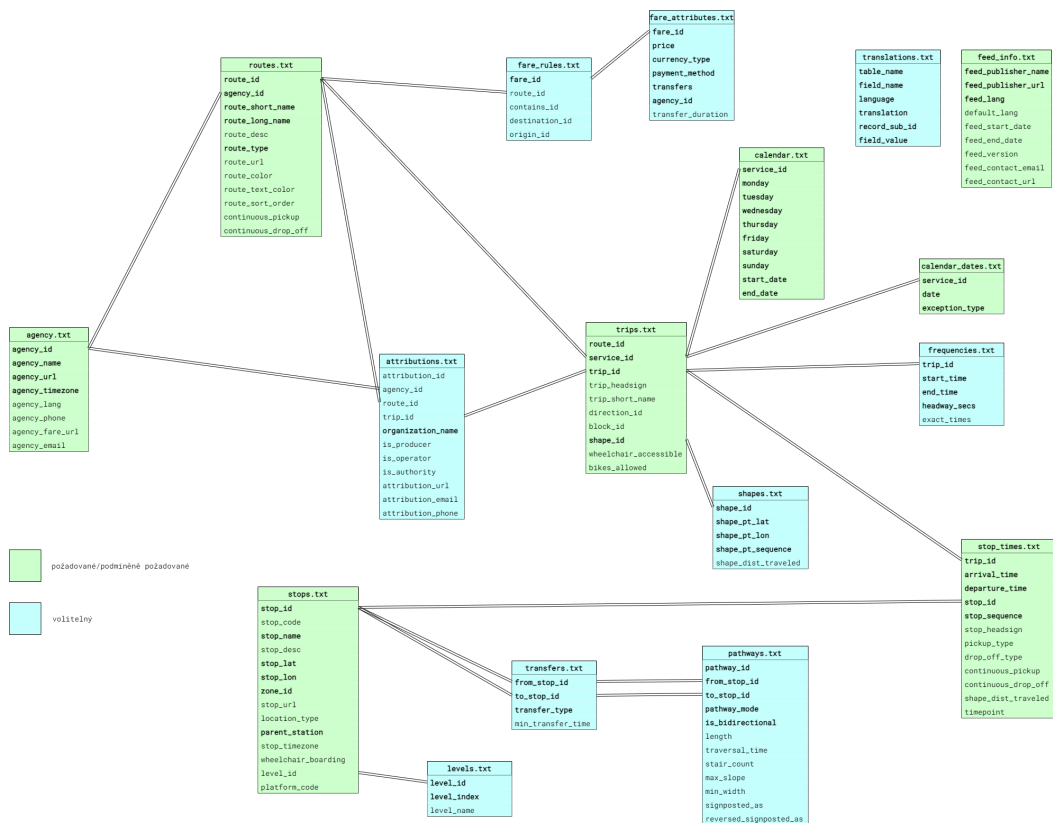 fare_attributes.txt
fare_id
price
currency_type
payment_method
transfers
agency_id
transfer_duration
routes.txt
route_id
agency_id
route_short_name
route_long_name
route_desc
route_type
route_url
route_color
route_text_color
route_sort_order
continuous_pickup
continuous_drop_off
fare_rules.txt
fare_id
route_id
contains_id
destination_id
origin_id
translations.txt
table_name
field_name
language
translation
record_sub_id
field_value
feed_info.txt
feed_publisher_name
feed_publisher_url
feed_lang
default_lang
feed_start_date
feed_end_date
feed_version
feed_contact_email
feed_contact_url
calendar.txt
service_id
monday
tuesday
wednesday
thursday
friday
saturday
sunday
start_date
end_date
calendar_dates.txt
service_id
date
exception_type
agency.txt
agency_id
agency_name
agency_url
agency_timezone
agency_lang
agency_phone
agency_fare_url
agency_email
attributions.txt
attribution_id
agency_id
route_id
trip_id
organization_name
is_producer
is_operator
is_authority
attribution_url
attribution_email
attribution_phone
trips.txt
route_id
service_id
trip_id
trip_headsign
trip_short_name
direction_id
block_id
shape_id
wheelchair_accessible
bikes_allowed
frequencies.txt
trip_id
start_time
end_time
headway_secs
exact_times
shapes.txt
shape_id
shape_pt_lat
shape_pt_lon
shape_pt_sequence
shape_dist_traveled
stop_times.txt
trip_id
arrival_time
departure_time
stop_id
stop_sequence
stop_headsign
pickup_type
drop_off_type
continuous_pickup
continuous_drop_off
shape_dist_traveled
timepoint
požadované/podmíněně požadované
volitelný
stops.txt
stop_id
stop_code
stop_name
stop_desc
stop_lat
stop_lon
zone_id
stop_url
location_type
parent_station
stop_timezone
wheelchair_boarding
level_id
platform_code
transfers.txt
from_stop_id
to_stop_id
transfer_type
min_transfer_time
pathways.txt
pathway_id
from_stop_id
to_stop_id
pathway_mode
is_bidirectional
length
traversal_time
stair_count
max_slope
min_width
signposted_as
reversed_signposted_as
levels.txt
level_id
level_index
level_name